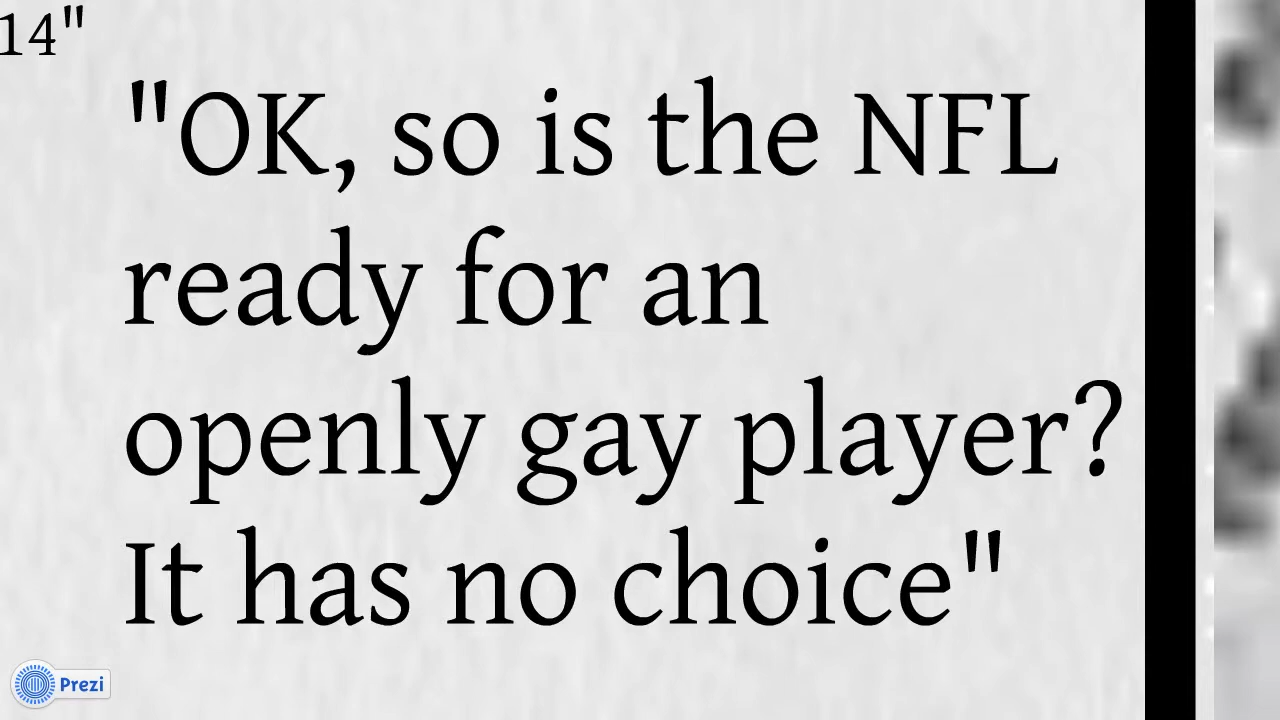 14"
"OK, so is the NFL
ready for an
openly gay player?
It has no choice"
Prezi